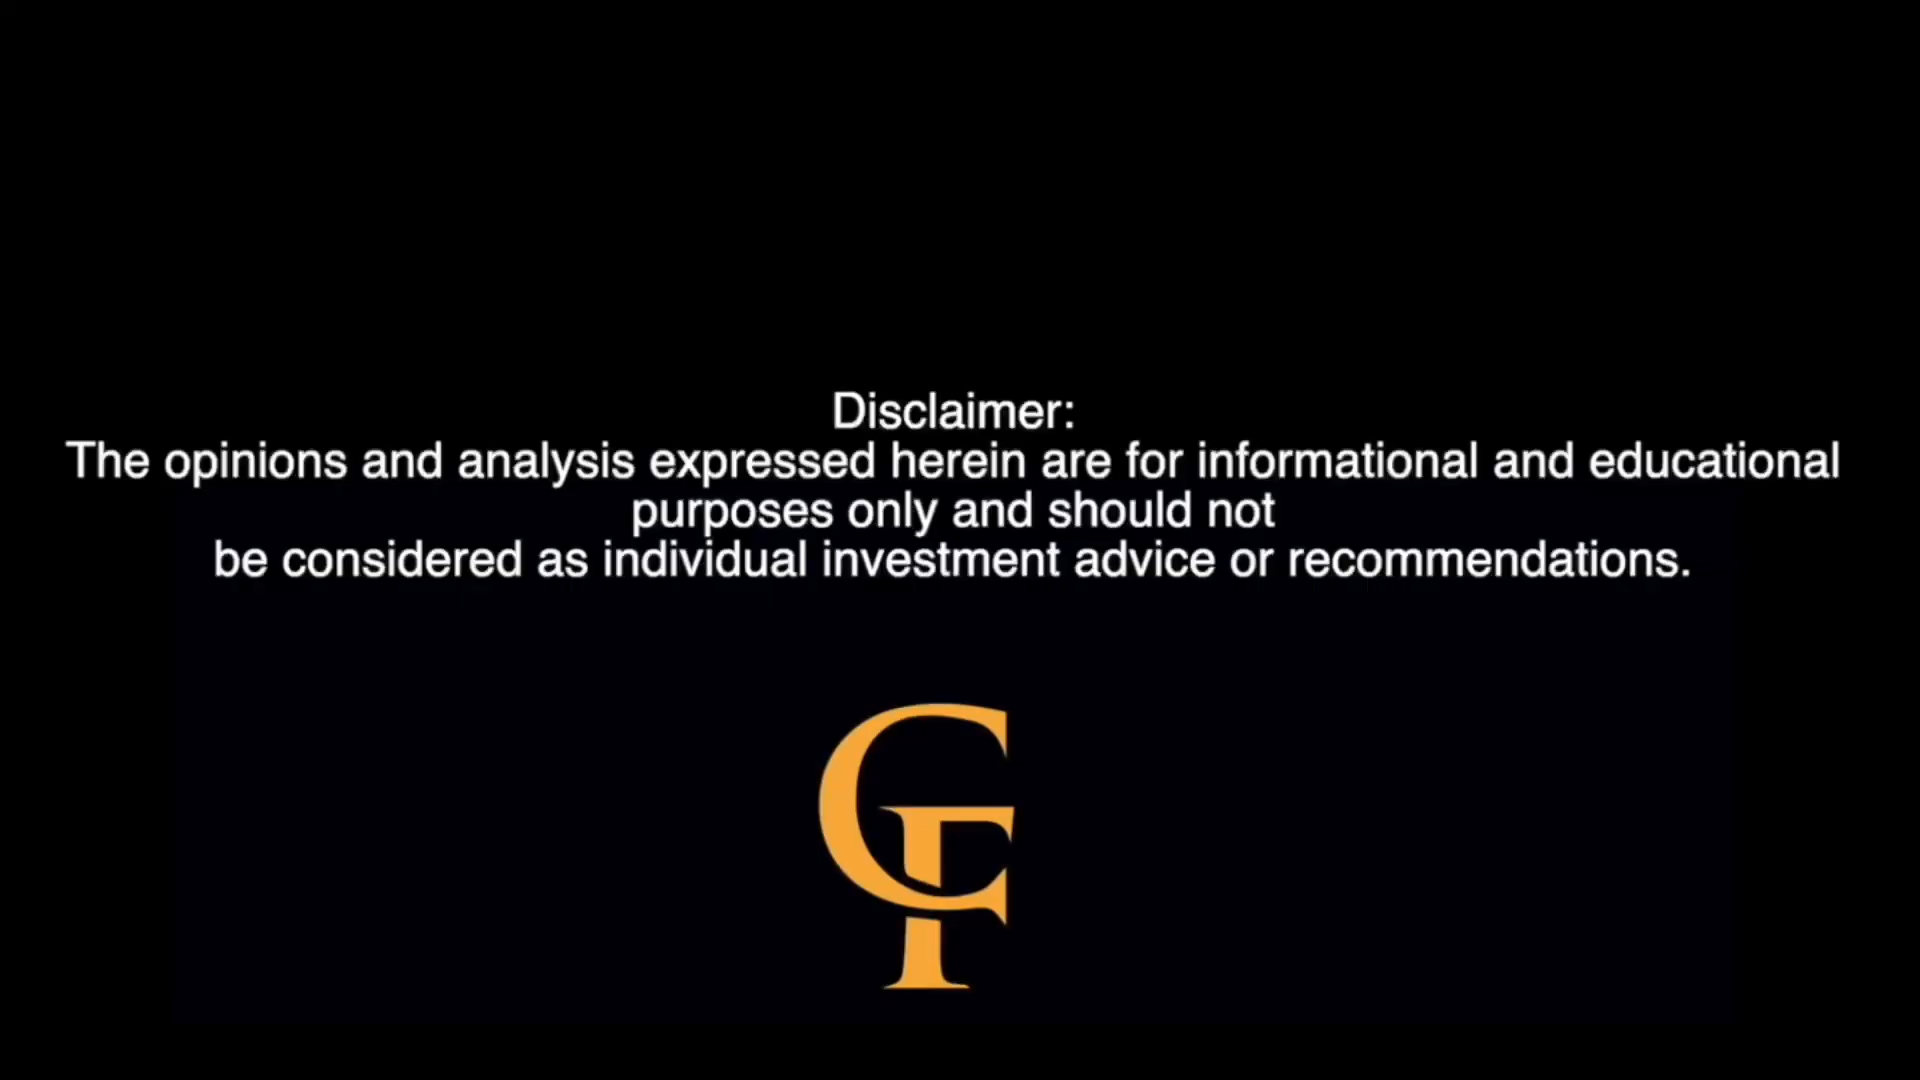 Disclaimer:
The opinions and analysis expressed herein are for informational and educational
purposes only and should not
be considered as individual investment advice or recommendations.
CF